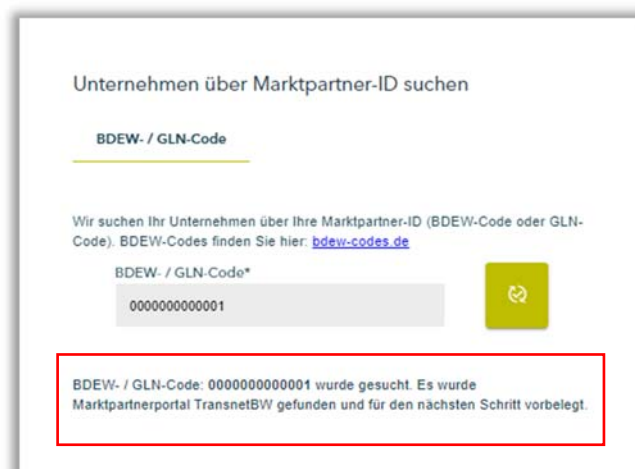 Unternehmen über Marktpartner-ID suchen
BDEW- / GLN-Code
Wir suchen Ihr Unternehmen über Ihre Marktpartner-ID (BDEW-Code oder GLN-
Code). BDEW-Codes finden Sie hier: bdew-codes.de
BDEW- / GLN-Code*
0000000000001
BDEW- / GLN-Code: 0000000000001 wurde gesucht. Es wurde
Marktpartnerportal TransnetBW gefunden und für den nächsten Schritt vorbelegt.